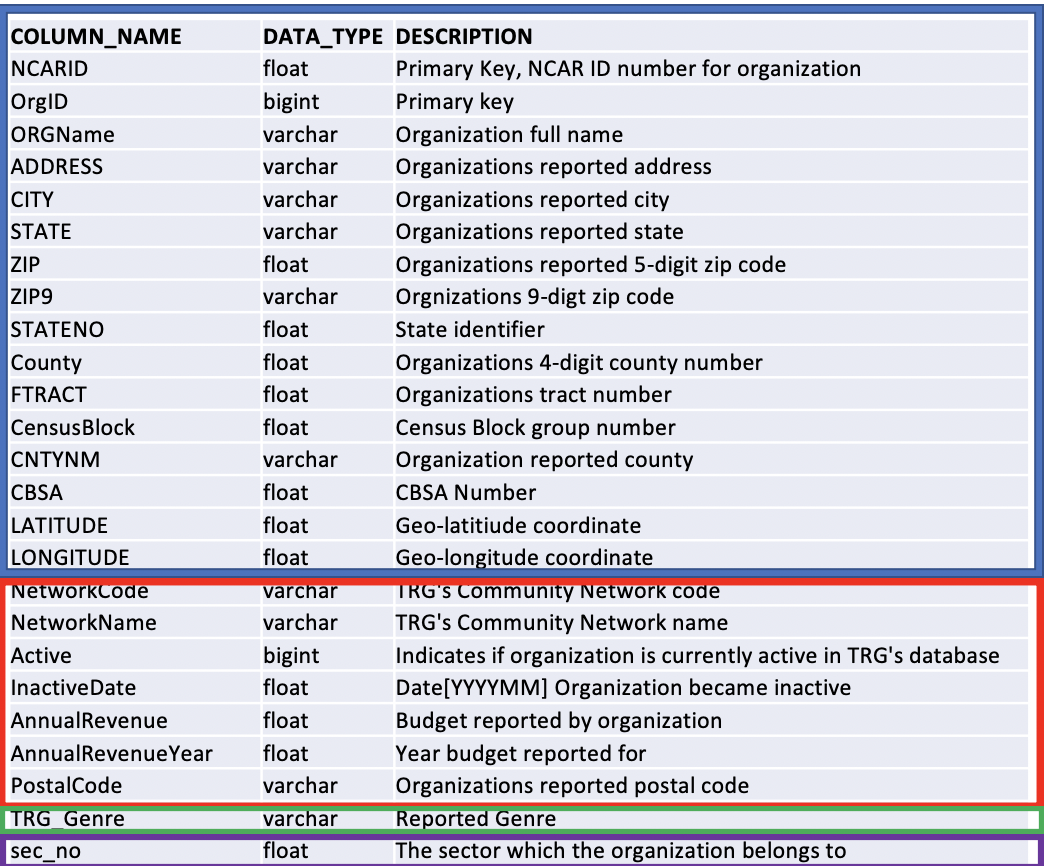 COLUMN_NAME DATA_TYPE DESCRIPTION
NCARID float Primary Key, NCAR ID number for organization
OrgID bigint Primary key
ORGName varchar Organization full name
ADDRESS varchar Organizations reported address
CITY varchar Organizations reported city
STATE varchar Organizations reported state
ZIP float Organizations reported 5-digit zip code
ZIP9 varchar Orgnizations 9-digt zip code
STATENO float State identifier
County float Organizations 4-digit county number
FTRACT float Organizations tract number
CensusBlock float Census Block group number
CNTYNM varchar Organization reported county
CBSA float CBSA Number
LATITUDE float Geo-latitiude coordinate
LONGITUDE float Geo-longitude coordinate
NetworkCode varchar TRG's Community Network code
NetworkName varchar TRG's Community Network name
Active bigint Indicates if organization is currently active in TRG's database
InactiveDate float Date[YYYYMM] Organization became inactive
AnnualRevenue float Budget reported by organization
AnnualRevenueYear float Year budget reported for
PostalCode varchar Organizations reported postal code
TRG_Genre varchar Reported Genre
sec_no float The sector which the organization belongs to